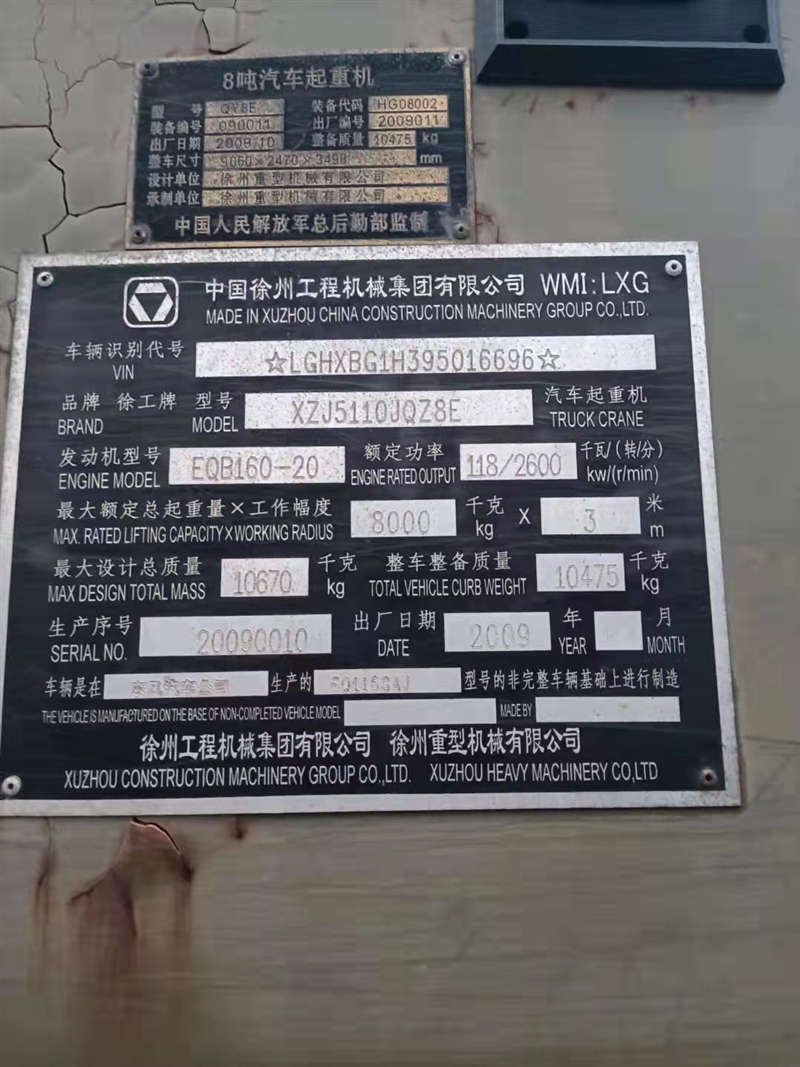 8吨汽车起重机
型号 QY8E 装备代码 HG08002
装备编号 090011 出厂编号 2009011
出厂日期 2009.10 整备质量 10475 kg
整车尺寸 9060×2470×3490 mm
设计单位 徐州重型机械有限公司
承制单位 徐州重型机械有限公司
中国人民解放军总后勤部监制
中国徐州工程机械集团有限公司 WMI:LXG
MADE IN XUZHOU CHINA CONSTRUCTION MACHINERY GROUP CO.,LTD.
车辆识别代号 ☆LGHXBG1H395016696☆
VIN
品牌 徐工牌 型号 XZJ5110JQZ8E 汽车起重机
BRAND MODEL TRUCK CRANE
发动机型号 EQB160-20 额定功率 118/2600 千瓦/(转/分)
ENGINE MODEL ENGINE RATED OUTPUT kw/(r/min)
最大额定总起重量×工作幅度 8000 千克 X 3 米
MAX. RATED LIFTING CAPACITY×WORKING RADIUS kg m
最大设计总质量 10670 千克 整车整备质量 10475 千克
MAX DESIGN TOTAL MASS kg TOTAL VEHICLE CURB WEIGHT kg
生产序号 20090010 出厂日期 2009 年 月
SERIAL NO. DATE YEAR MONTH
车辆是在 东风汽车公司 生产的 型号的非完整车辆基础上进行制造
THE VEHICLE IS MANUFACTURED ON THE BASE OF NON-COMPLETED VEHICLE MODEL MADE BY
徐州工程机械集团有限公司 徐州重型机械有限公司
XUZHOU CONSTRUCTION MACHINERY GROUP CO.,LTD. XUZHOU HEAVY MACHINERY CO,LTD